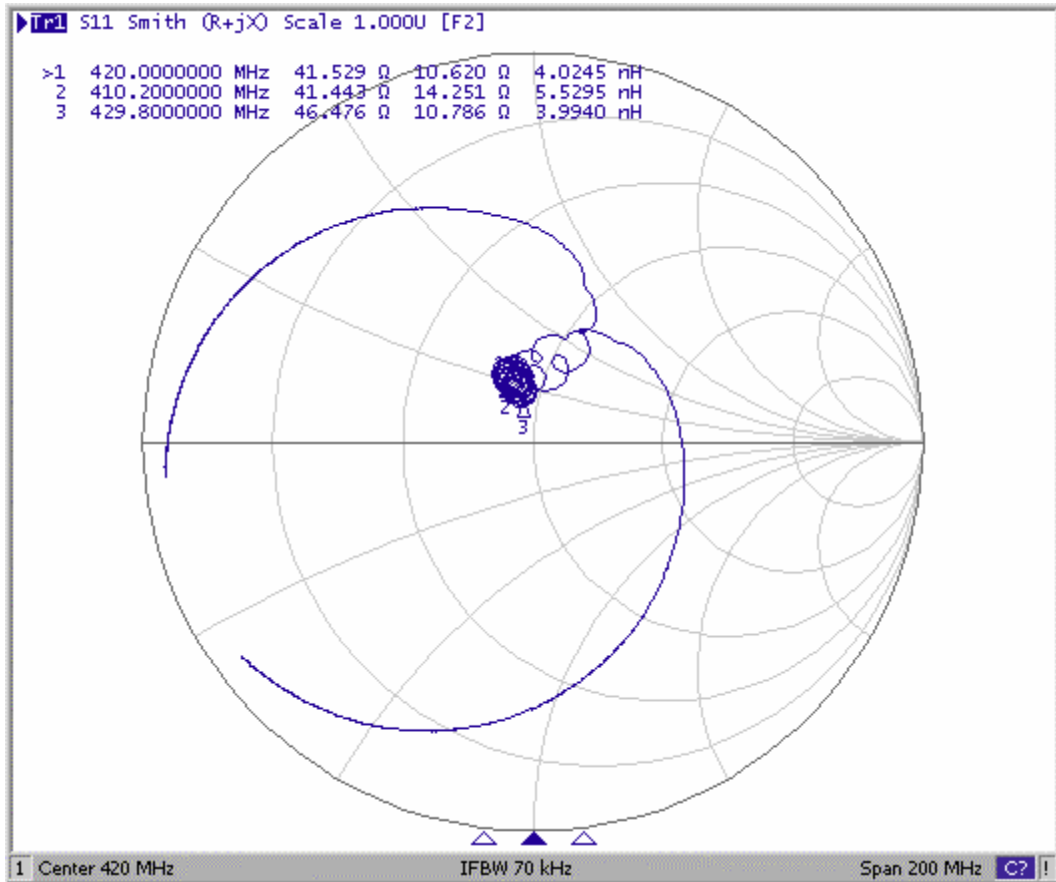 Tr1 S11 Smith (R+jX) Scale 1.000U [F2]
>1 420.0000000 MHz 41.529 Ω 10.620 Ω 4.0245 nH
2 410.2000000 MHz 41.443 Ω 14.251 Ω 5.5295 nH
3 429.8000000 MHz 46.476 Ω 10.786 Ω 3.9940 nH
2
3
1 Center 420 MHz IFBW 70 kHz Span 200 MHz C? !